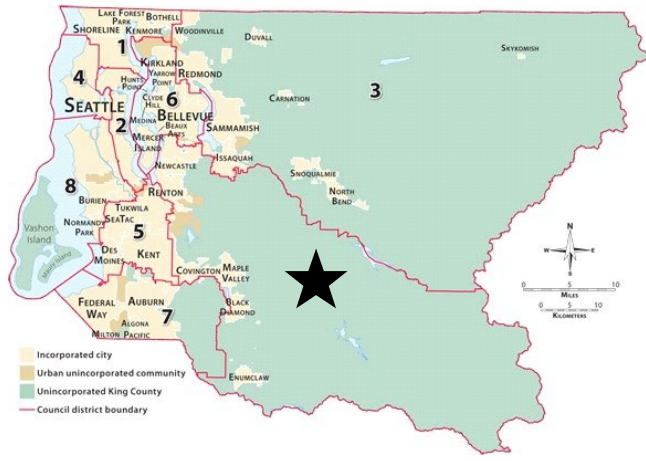 LAKE FOREST
PARK
BOTHELL
SHORELINE
KENMORE
WOODINVILLE
DUVALL
SKYKOMISH
1
KIRKLAND
YARROW
POINT
REDMOND
4
HUNTS
POINT
6
3
CLYDE
HILL
CARNATION
SEATTLE
2
MEDINA
BELLEVUE
BEAUX
ARTS
SAMMAMISH
MERCER
ISLAND
ISSAQUAH
NEWCASTLE
SNOQUALMIE
8
RENTON
NORTH
BEND
BURIEN
TUKWILA
Vashon
Island
NORMANDY
PARK
SEATAC
5
N
W
E
S
Maury Island
DES
MOINES
KENT
COVINGTON
MAPLE
VALLEY
10
0
10
MILES
KILOMETERS
FEDERAL
WAY
AUBURN
7
BLACK
DIAMOND
ALGONA
MILTON
PACIFIC
Incorporated city
Urban unincorporated community
ENUMCLAW
Unincorporated King County
Council district boundary